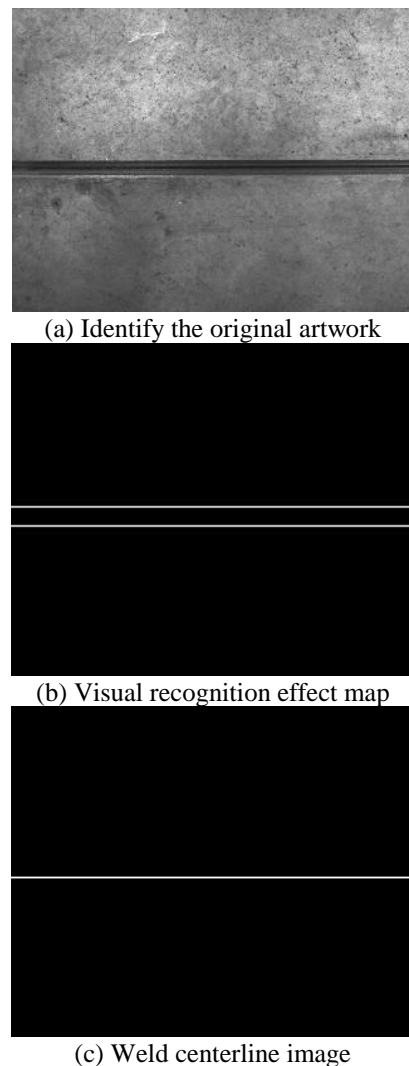 (a) Identify the original artwork
(b) Visual recognition effect map
(c) Weld centerline image